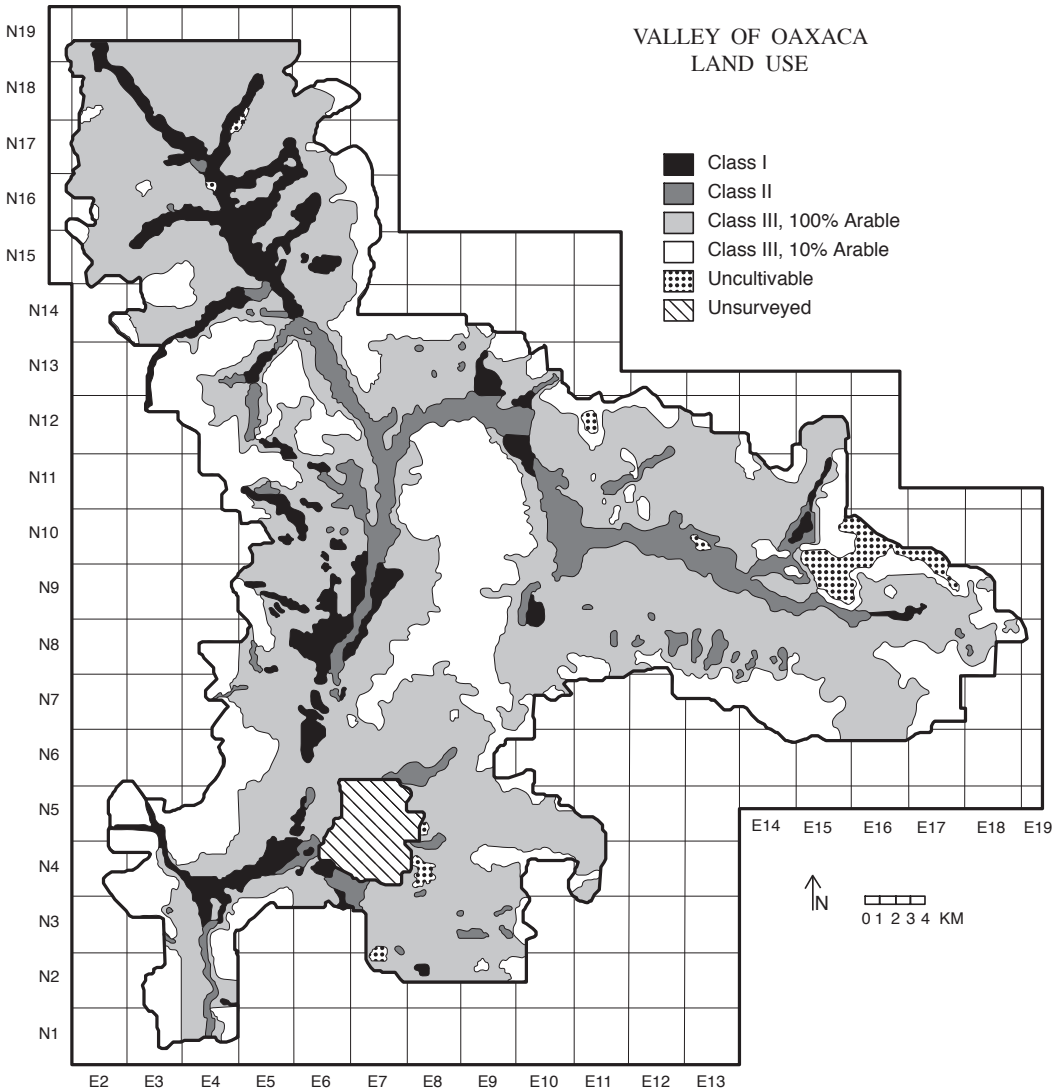 VALLEY OF OAXACA
LAND USE
Class I
Class II
Class III, 100% Arable
Class III, 10% Arable
Uncultivable
Unsurveyed
N19
N18
N17
N16
N15
N14
N13
N12
N11
N10
N9
N8
N7
N6
N5
N4
N3
N2
N1
E14 E15 E16 E17 E18 E19
N
0 1 2 3 4 KM
E2 E3 E4 E5 E6 E7 E8 E9 E10 E11 E12 E13